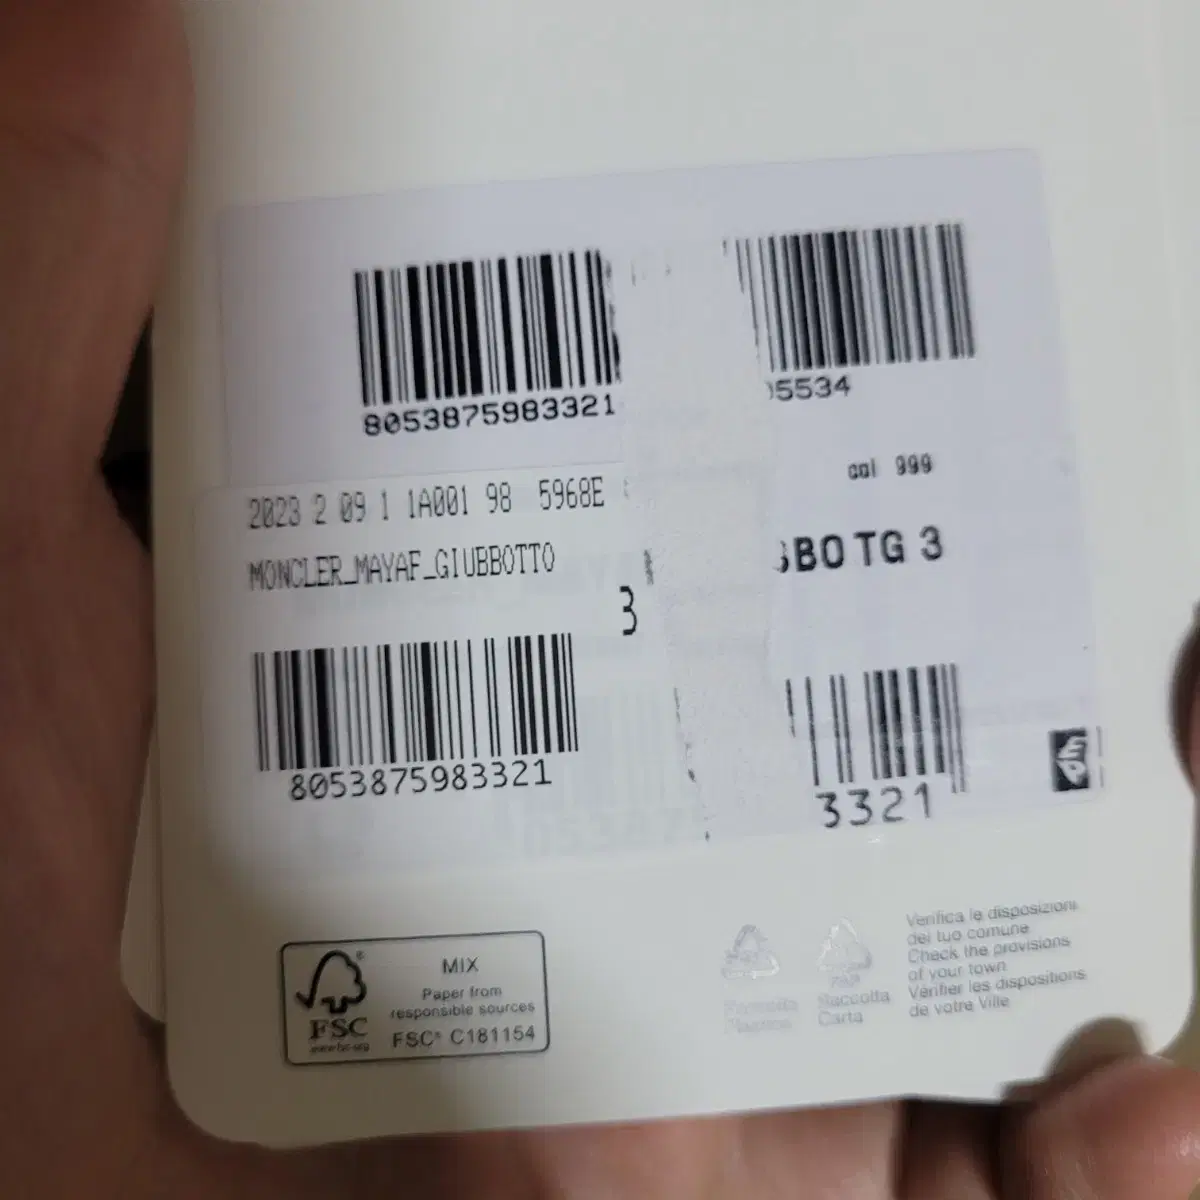 8053875983321
5534
col 999
2023 2 09 1 1A001 98 5968E
MONCLER_MAYAF_GIUBBOTTO
BO TG 3
3
8053875983321
3321
MIX
Paper from
responsible sources
FSC® C181154
FSC
www.fsc.org
Raccolta
Carta
Verifica le disposizioni
del tuo comune
Check the provisions
of your town
Vérifier les dispositions
de votre Ville